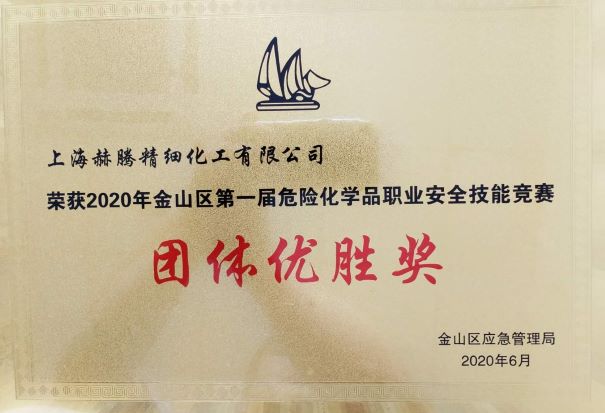 上海赫腾精细化工有限公司
荣获2020年金山区第一届危险化学品职业安全技能竞赛
团体优胜奖
金山区应急管理局
2020年6月